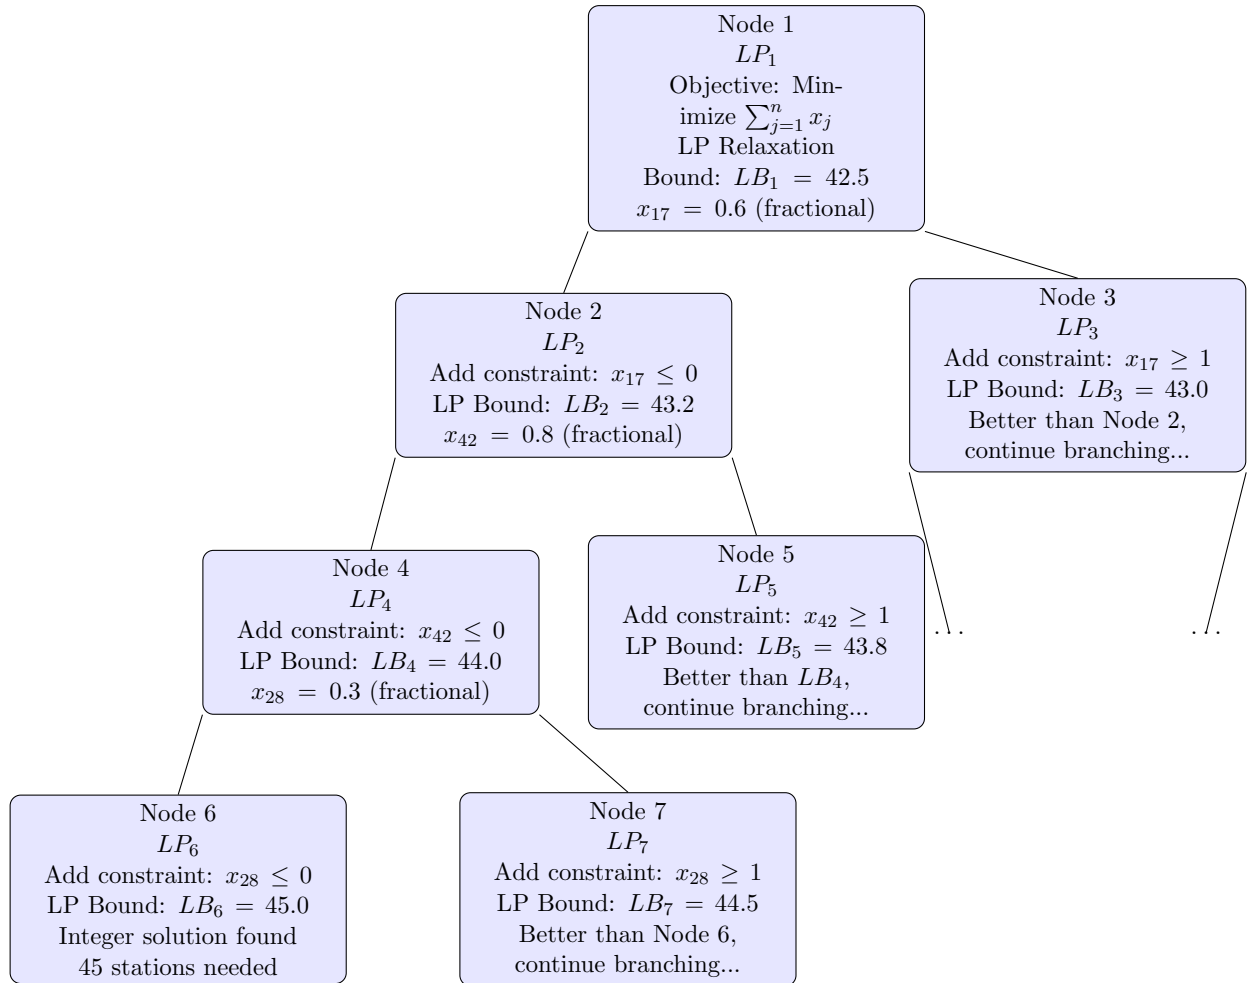 Node 1
LP₁
Objective: Min-
imize ∑ⁿⱼ₌₁ xⱼ
LP Relaxation
Bound: LB₁ = 42.5
x₁₇ = 0.6 (fractional)
Node 2
LP₂
Add constraint: x₁₇ ≤ 0
LP Bound: LB₂ = 43.2
x₄₂ = 0.8 (fractional)
Node 3
LP₃
Add constraint: x₁₇ ≥ 1
LP Bound: LB₃ = 43.0
Better than Node 2,
continue branching...
Node 4
LP₄
Add constraint: x₄₂ ≤ 0
LP Bound: LB₄ = 44.0
x₂₈ = 0.3 (fractional)
Node 5
LP₅
Add constraint: x₄₂ ≥ 1
LP Bound: LB₅ = 43.8
Better than LB₄,
continue branching...
...
...
Node 6
LP₆
Add constraint: x₂₈ ≤ 0
LP Bound: LB₆ = 45.0
Integer solution found
45 stations needed
Node 7
LP₇
Add constraint: x₂₈ ≥ 1
LP Bound: LB₇ = 44.5
Better than Node 6,
continue branching...